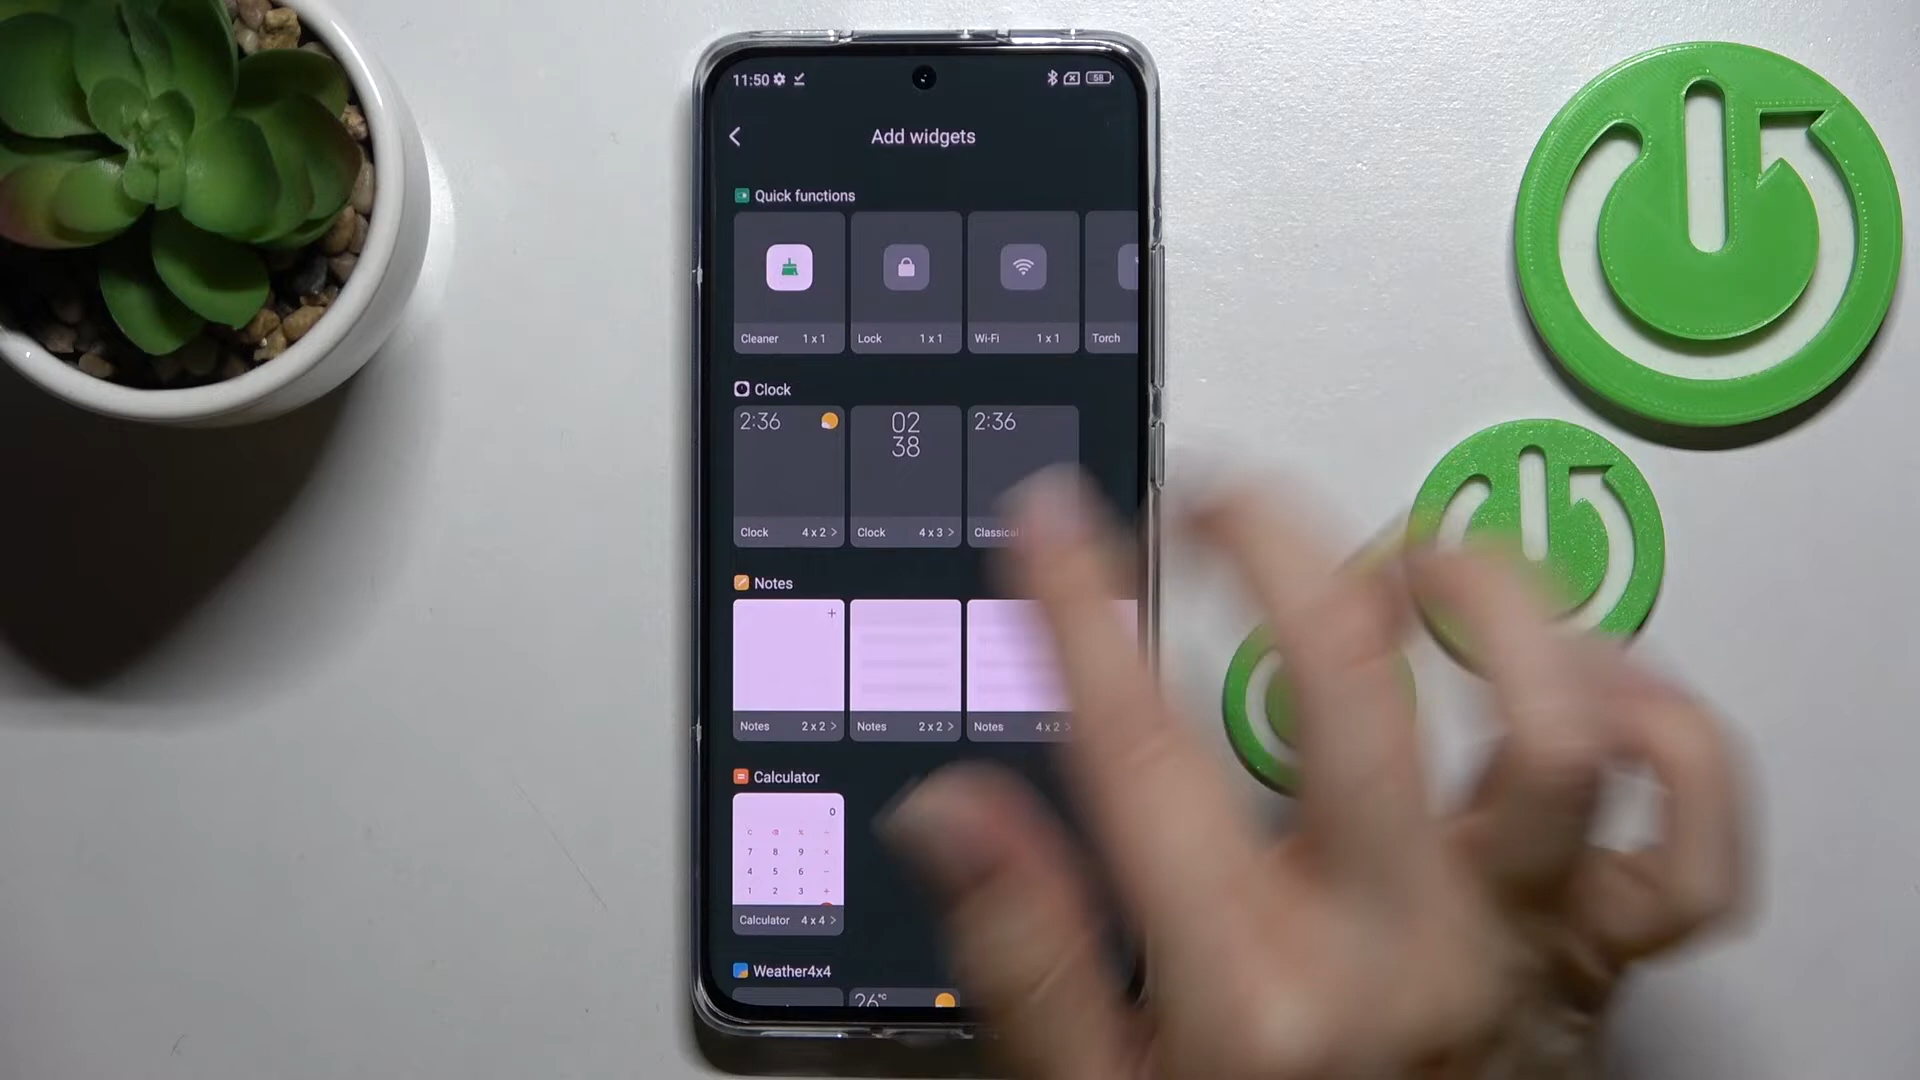 11:50
58
Add widgets
Quick functions
Cleaner 1 x 1
Lock 1 x 1
Wi-Fi 1 x 1
Torch
Clock
2:36
02
38
2:36
Clock 4 x 2 >
Clock 4 x 3 >
Classical
Notes
+
Notes 2 x 2 >
Notes 2 x 2 >
Notes 4 x 2 >
Calculator
0
C % ÷
7 8 9 ×
4 5 6 −
1 2 3 +
Calculator 4 x 4 >
Weather4x4
26°C